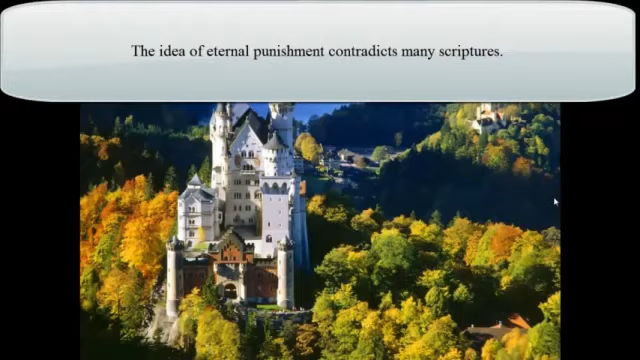 The idea of eternal punishment contradicts many scriptures.